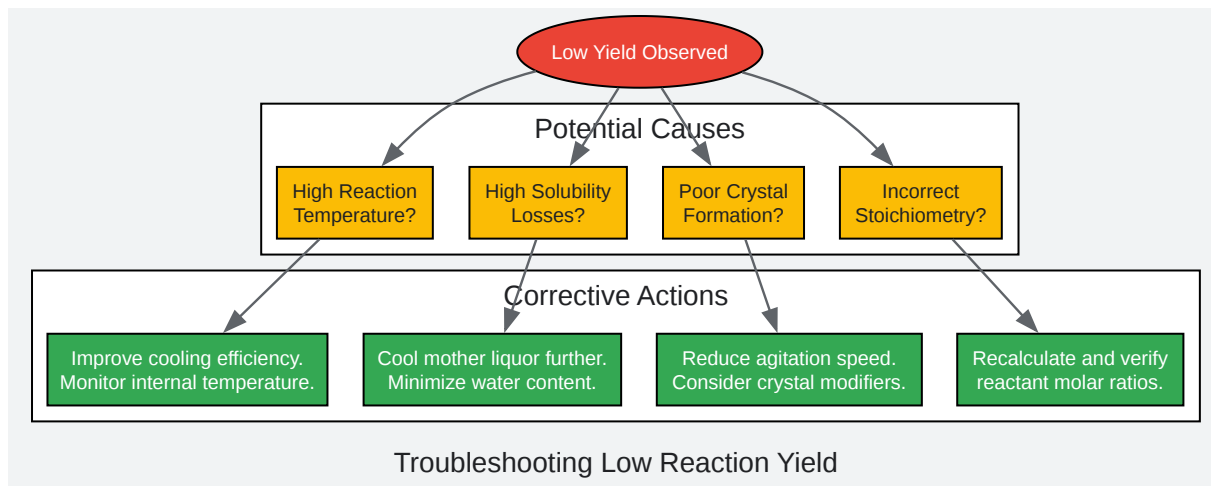 Low Yield Observed
Potential Causes
High Reaction
Temperature?
High Solubility
Losses?
Poor Crystal
Formation?
Incorrect
Stoichiometry?
Corrective Actions
Improve cooling efficiency.
Monitor internal temperature.
Cool mother liquor further.
Minimize water content.
Reduce agitation speed.
Consider crystal modifiers.
Recalculate and verify
reactant molar ratios.
Troubleshooting Low Reaction Yield